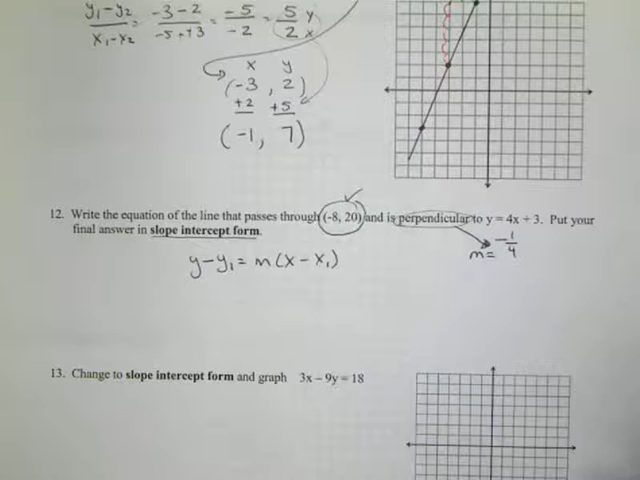 y₁-y₂/x₁-x₂ = -3-2/-5++3 = -5/-2 = 5/2 y/x
x y
(-3, 2)
+2 +5
(-1, 7)
12. Write the equation of the line that passes through (-8, 20) and is perpendicular to y = 4x + 3. Put your
final answer in slope intercept form.
m = -1/4
y-y₁ = m(x-x₁)
13. Change to slope intercept form and graph 3x – 9y = 18